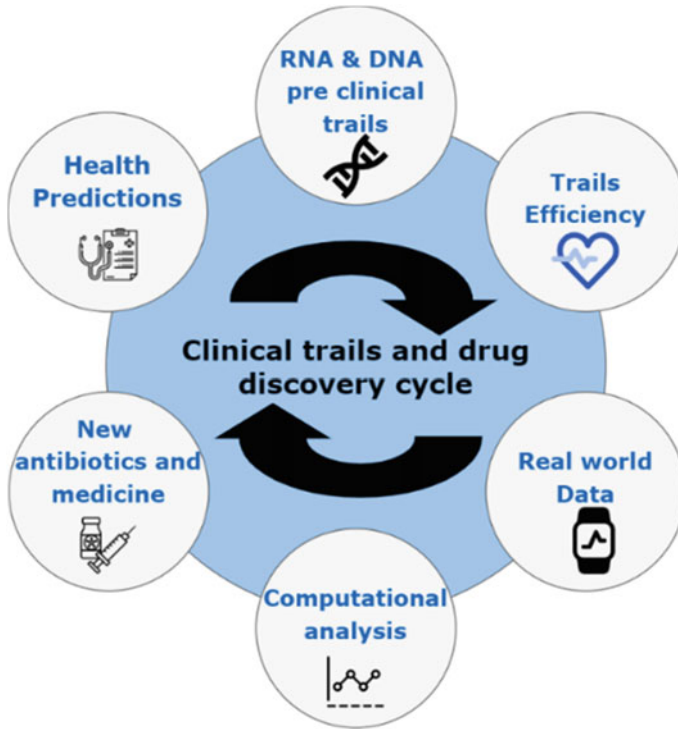 RNA & DNA
pre clinical
trails
Health
Predictions
Trails
Efficiency
Clinical trails and drug
discovery cycle
New
antibiotics and
medicine
Real world
Data
Computational
analysis